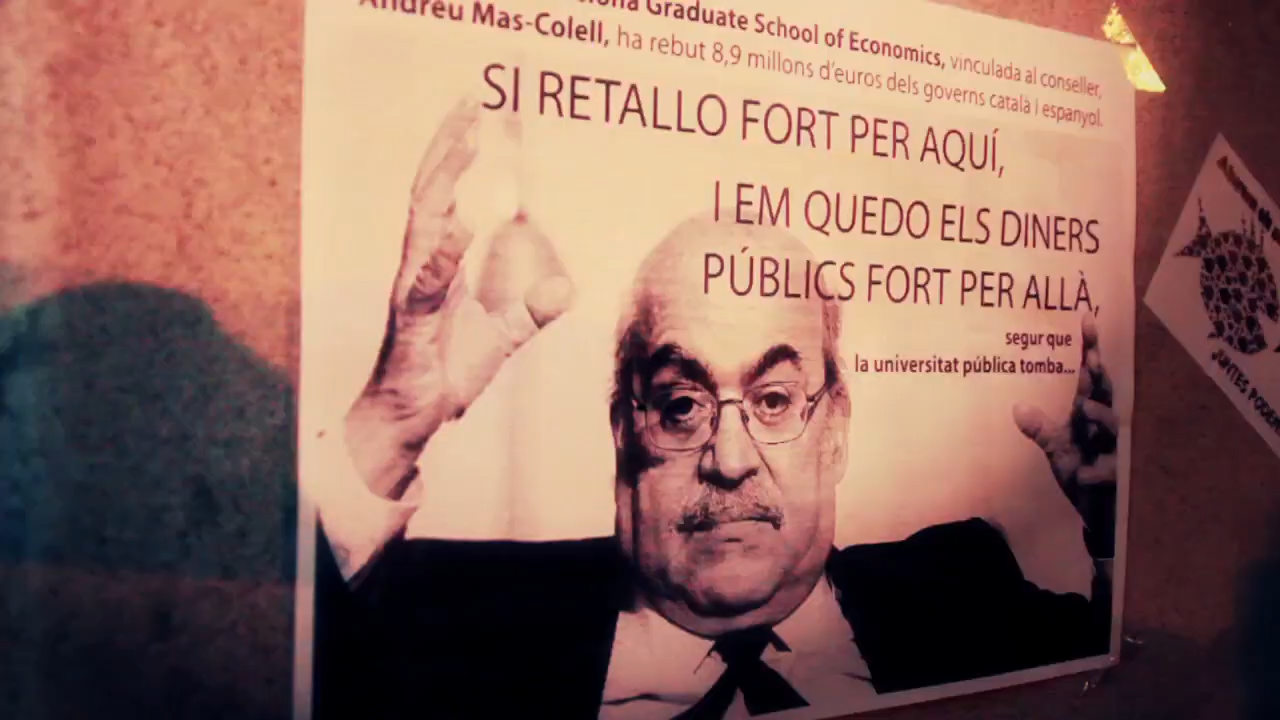 Graduate School of Economics, vinculada al conseller,
Andreu Mas-Colell, ha rebut 8,9 millons d'euros dels governs català i espanyol.
SI RETALLO FORT PER AQUÍ,
I EM QUEDO ELS DINERS
PÚBLICS FORT PER ALLÀ,
segur que
la universitat pública tomba...
JUNTES